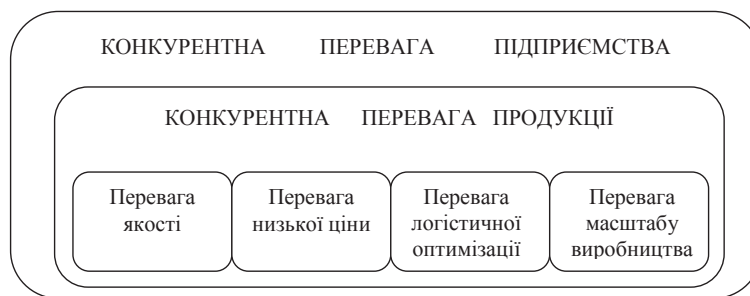 КОНКУРЕНТНА ПЕРЕВАГА ПІДПРИЄМСТВА
КОНКУРЕНТНА ПЕРЕВАГА ПРОДУКЦІЇ
Перевага
якості
Перевага
низької ціни
Перевага
логістичної
оптимізації
Перевага
масштабу
виробництва